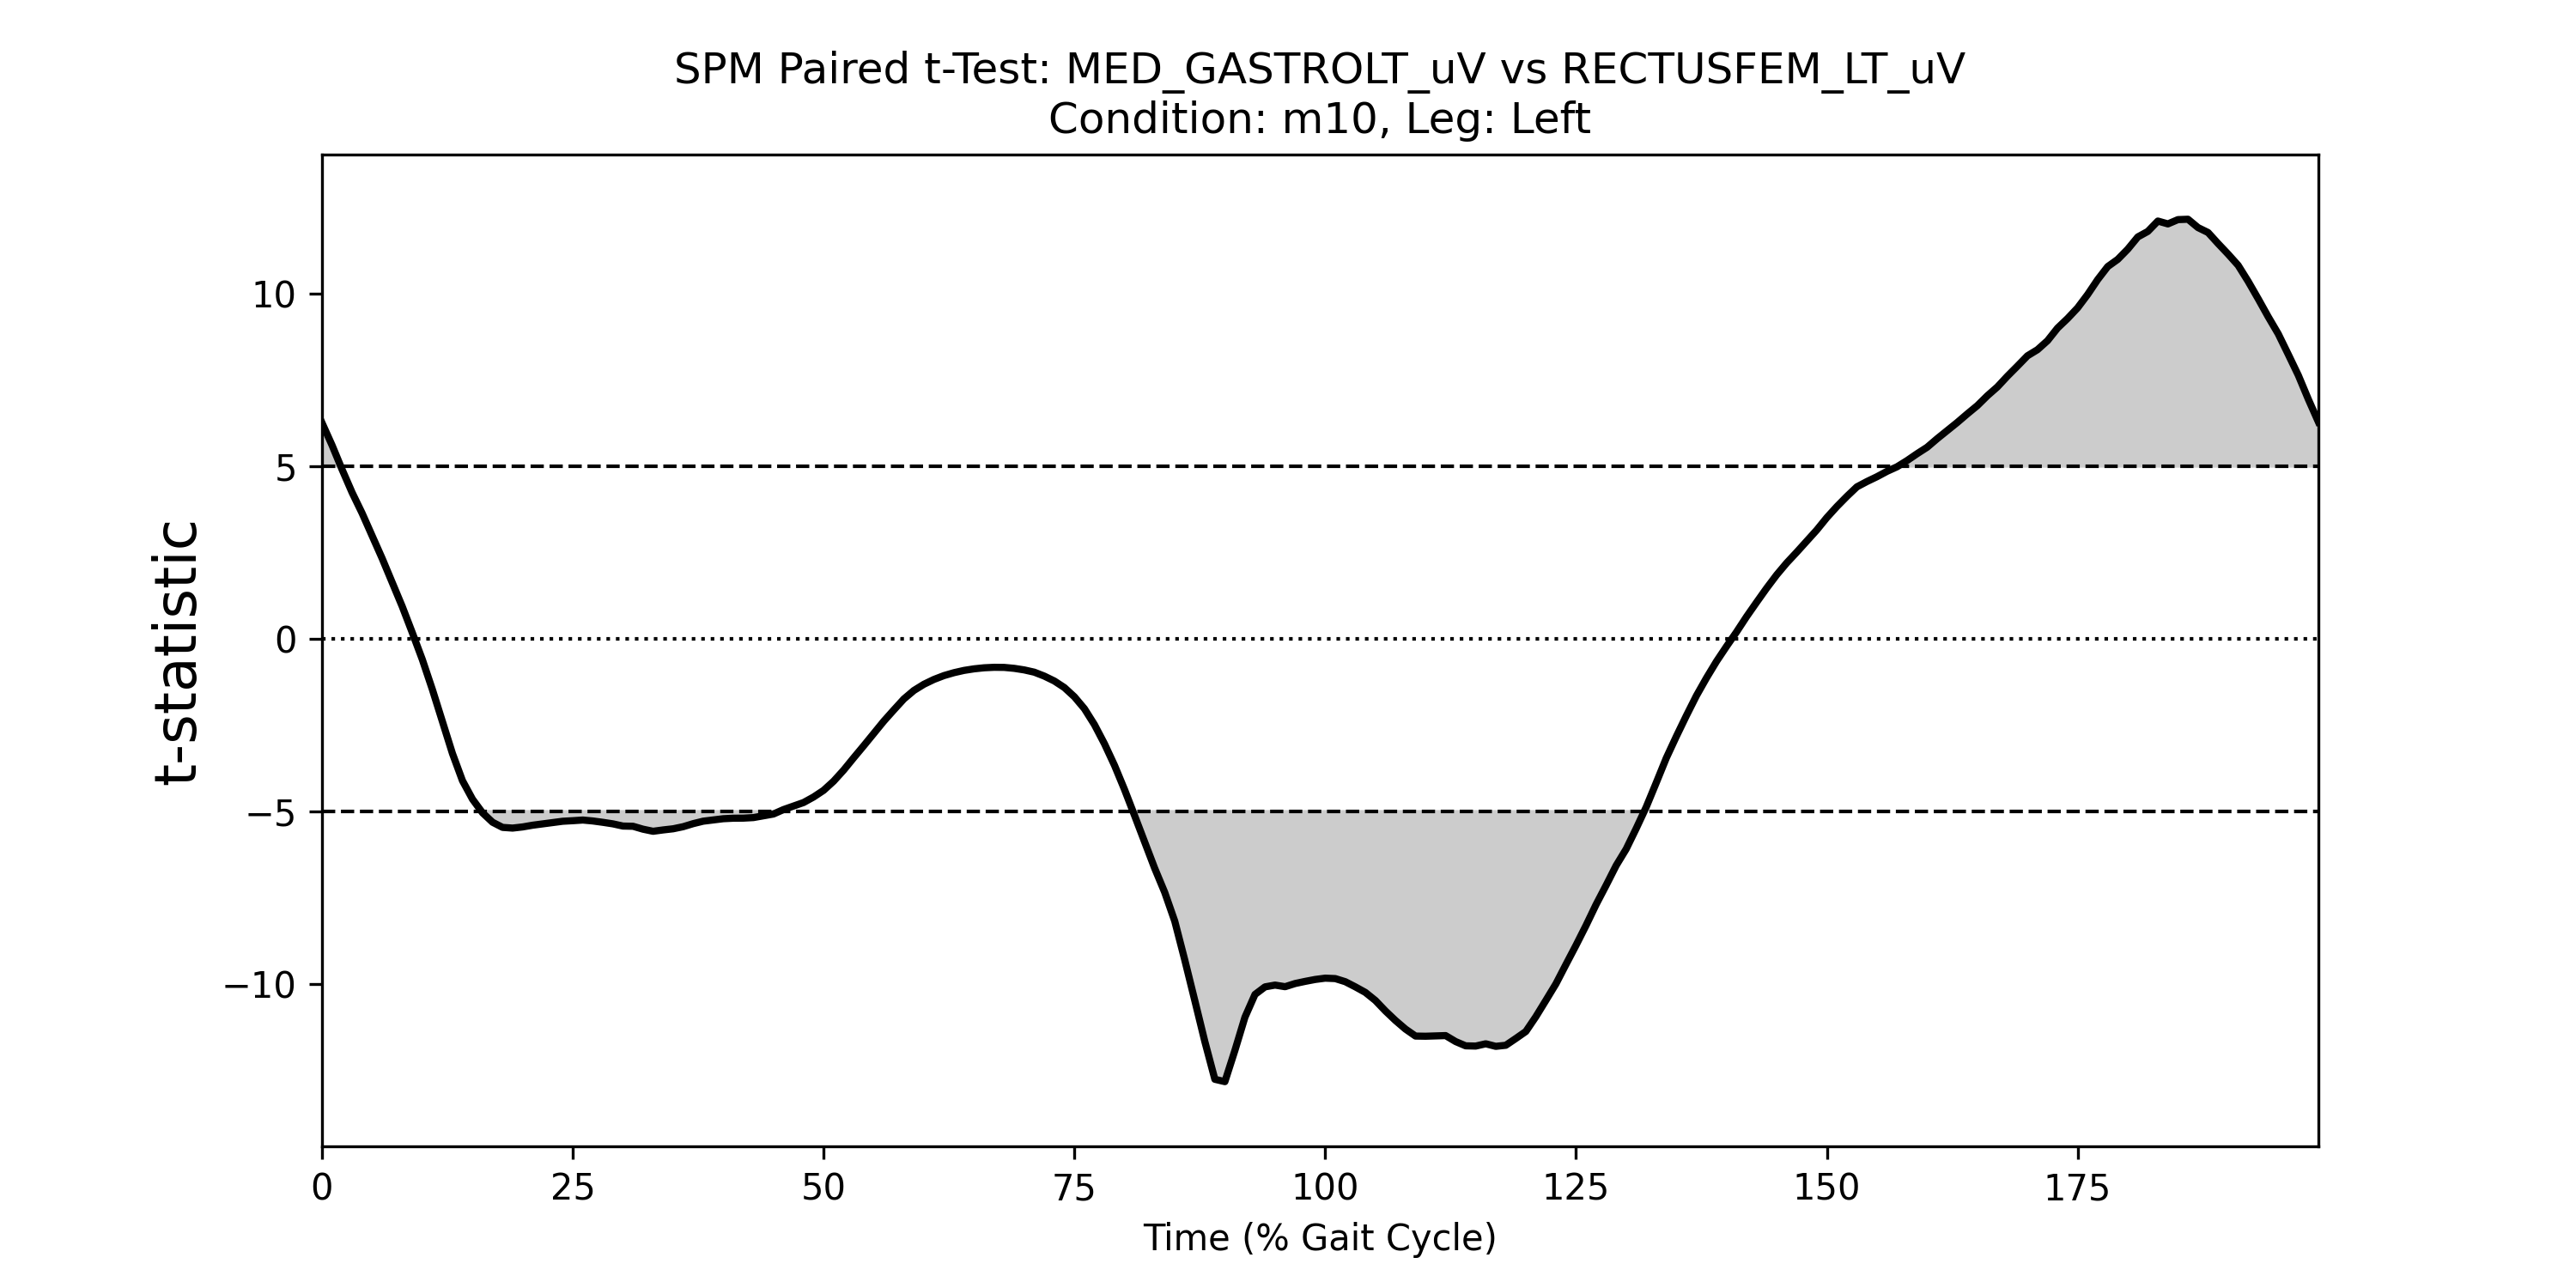 SPM Paired t-Test: MED_GASTROLT_uV vs RECTUSFEM_LT_uV
Condition: m10, Leg: Left
10
5
0
−5
−10
t-statistic
0 25 50 75 100 125 150 175
Time (% Gait Cycle)